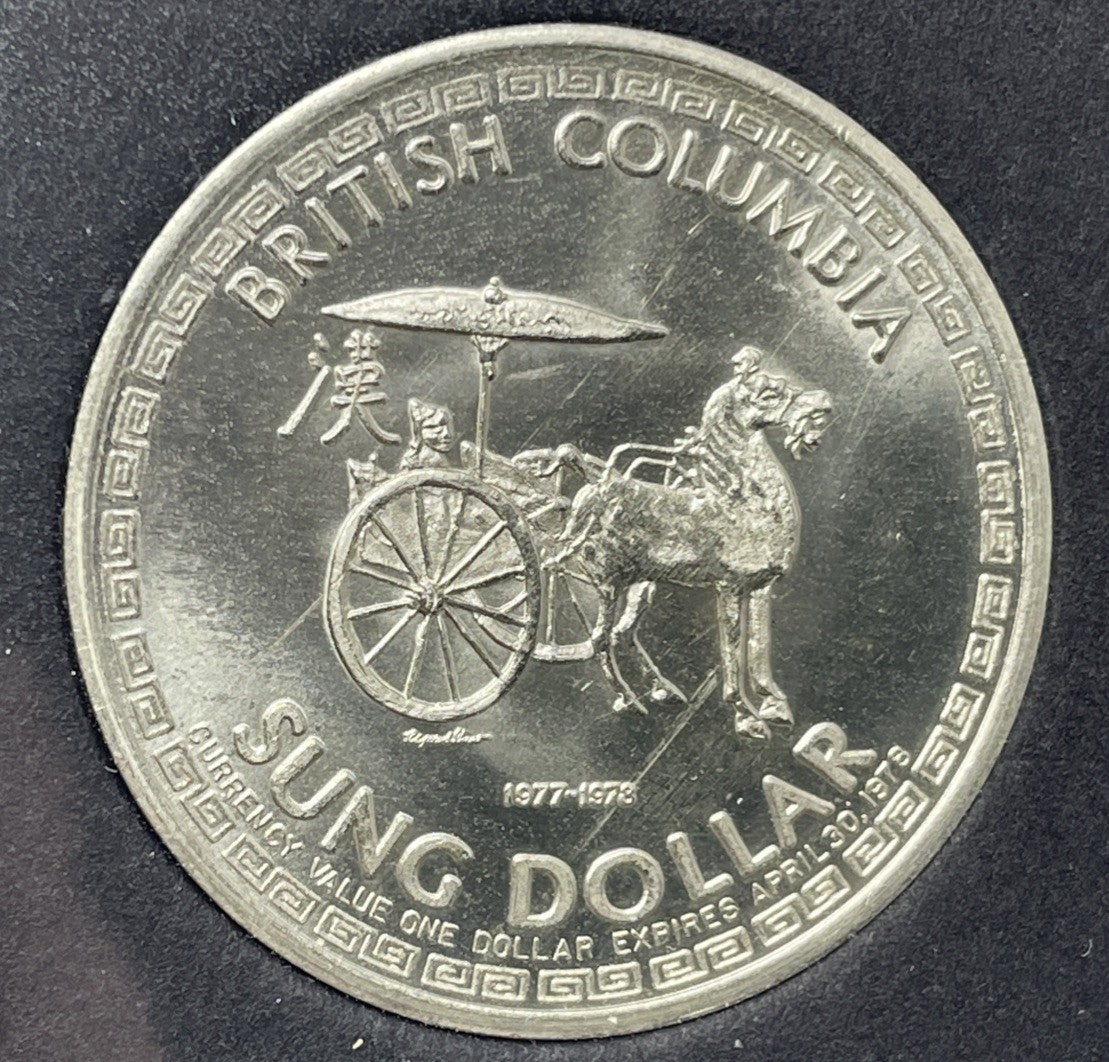 BRITISH COLUMBIA
漢
1977-1978
SUNG DOLLAR
CURRENCY VALUE ONE DOLLAR EXPIRES APRIL 30, 1978